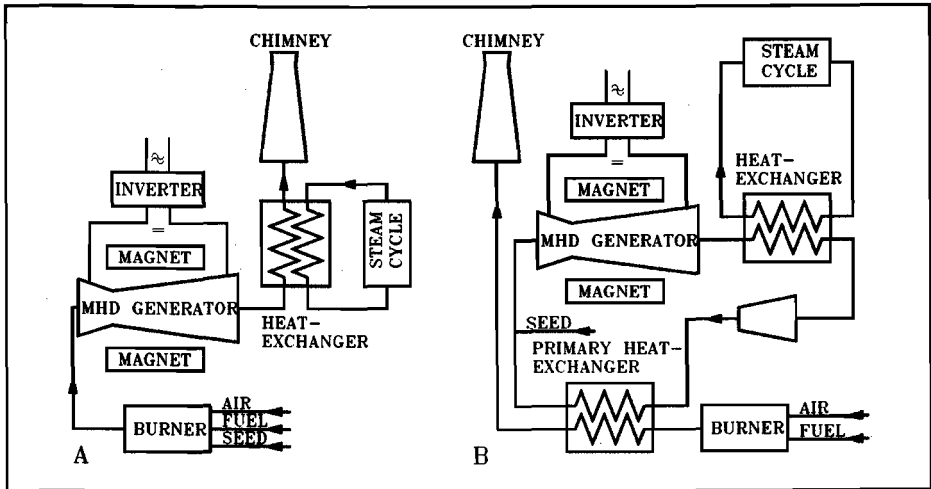 CHIMNEY
≈
INVERTER
=
MAGNET
MHD GENERATOR
MAGNET
HEAT-
EXCHANGER
STEAM
CYCLE
AIR
FUEL
SEED
BURNER
A
CHIMNEY
≈
INVERTER
=
MAGNET
MHD GENERATOR
MAGNET
STEAM
CYCLE
HEAT-
EXCHANGER
SEED
PRIMARY HEAT-
EXCHANGER
AIR
FUEL
BURNER
B